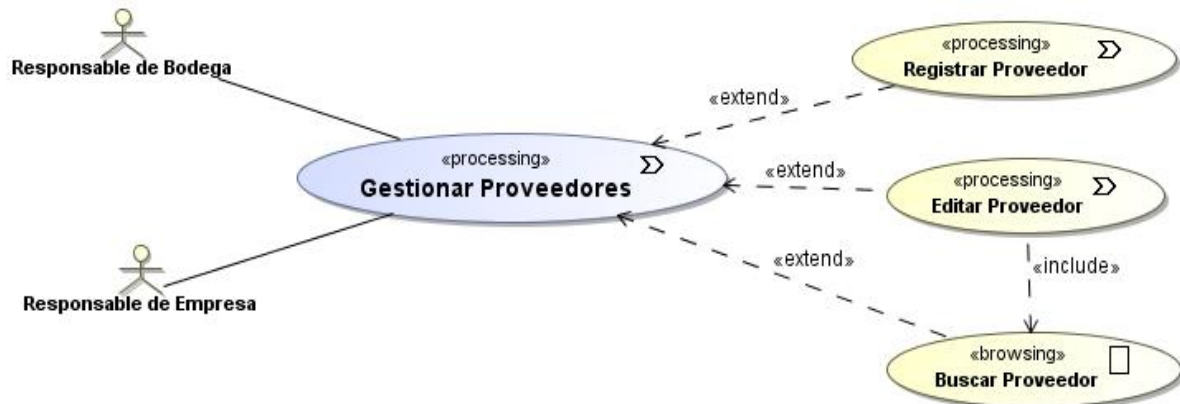 Responsable de Bodega
«processing»
Registrar Proveedor
«extend»
«processing»
Gestionar Proveedores
«extend»
«processing»
Editar Proveedor
Responsable de Empresa
«extend»
«include»
«browsing»
Buscar Proveedor